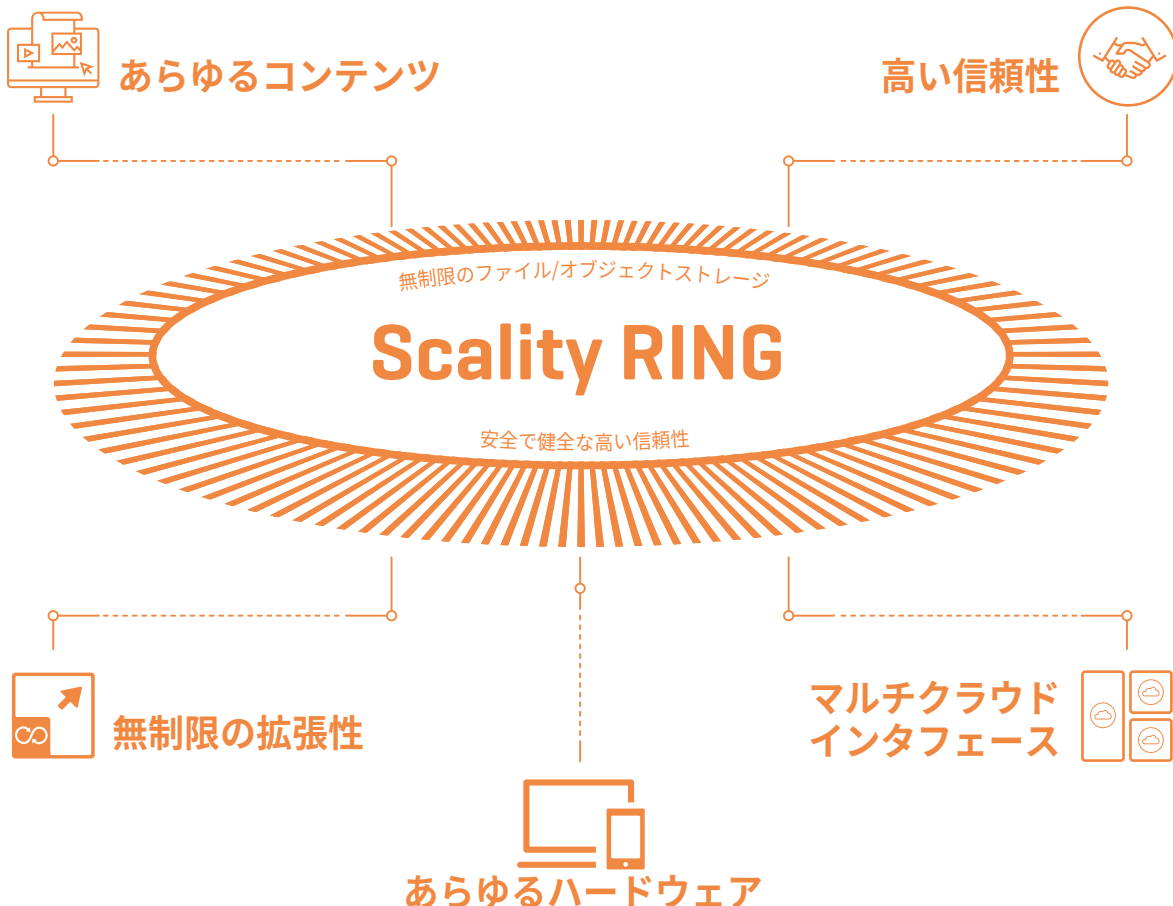 あらゆるコンテンツ
高い信頼性
無制限のファイル/オブジェクトストレージ
Scality RING
安全で健全な高い信頼性
無制限の拡張性
マルチクラウド
インタフェース
あらゆるハードウェア